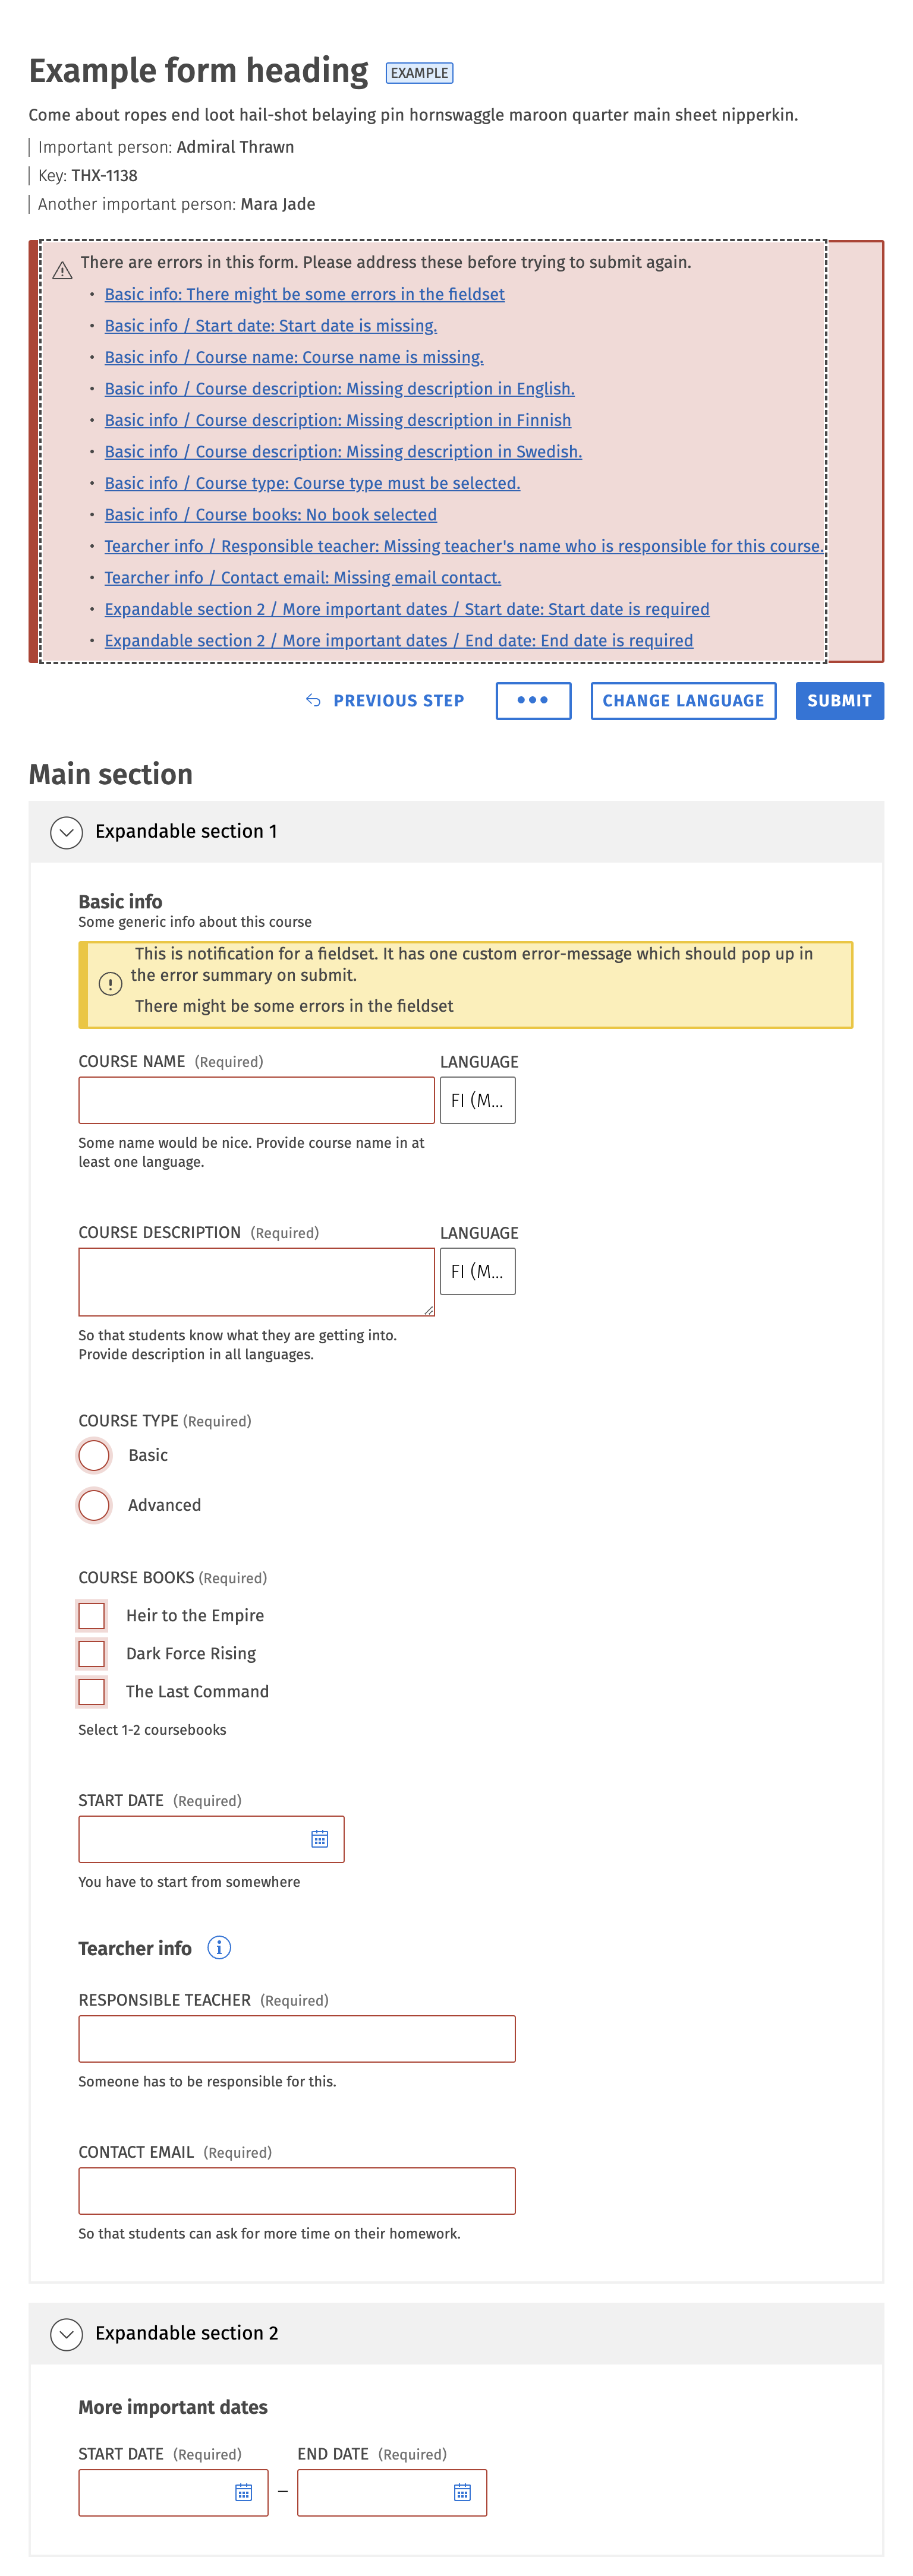 Example form heading EXAMPLE
Come about ropes end loot hail-shot belaying pin hornswaggle maroon quarter main sheet nipperkin.
Important person: Admiral Thrawn
Key: THX-1138
Another important person: Mara Jade
There are errors in this form. Please address these before trying to submit again.
• Basic info: There might be some errors in the fieldset
• Basic info / Start date: Start date is missing.
• Basic info / Course name: Course name is missing.
• Basic info / Course description: Missing description in English.
• Basic info / Course description: Missing description in Finnish
• Basic info / Course description: Missing description in Swedish.
• Basic info / Course type: Course type must be selected.
• Basic info / Course books: No book selected
• Tearcher info / Responsible teacher: Missing teacher's name who is responsible for this course.
• Tearcher info / Contact email: Missing email contact.
• Expandable section 2 / More important dates / Start date: Start date is required
• Expandable section 2 / More important dates / End date: End date is required
PREVIOUS STEP ••• CHANGE LANGUAGE SUBMIT
Main section
Expandable section 1
Basic info
Some generic info about this course
This is notification for a fieldset. It has one custom error-message which should pop up in
the error summary on submit.
There might be some errors in the fieldset
COURSE NAME (Required) LANGUAGE
FI (M...
Some name would be nice. Provide course name in at
least one language.
COURSE DESCRIPTION (Required) LANGUAGE
FI (M...
So that students know what they are getting into.
Provide description in all languages.
COURSE TYPE (Required)
Basic
Advanced
COURSE BOOKS (Required)
Heir to the Empire
Dark Force Rising
The Last Command
Select 1-2 coursebooks
START DATE (Required)
You have to start from somewhere
Tearcher info
RESPONSIBLE TEACHER (Required)
Someone has to be responsible for this.
CONTACT EMAIL (Required)
So that students can ask for more time on their homework.
Expandable section 2
More important dates
START DATE (Required) END DATE (Required)
–